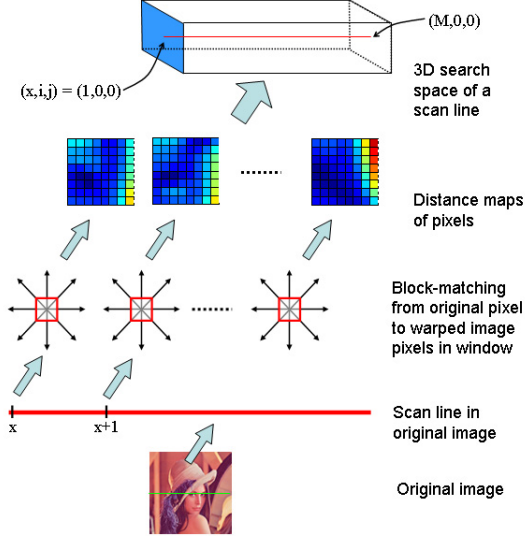 (M,0,0)
(x,i,j) = (1,0,0)
3D search
space of a
scan line
Distance maps
of pixels
Block-matching
from original pixel
to warped image
pixels in window
x
x+1
Scan line in
original image
Original image